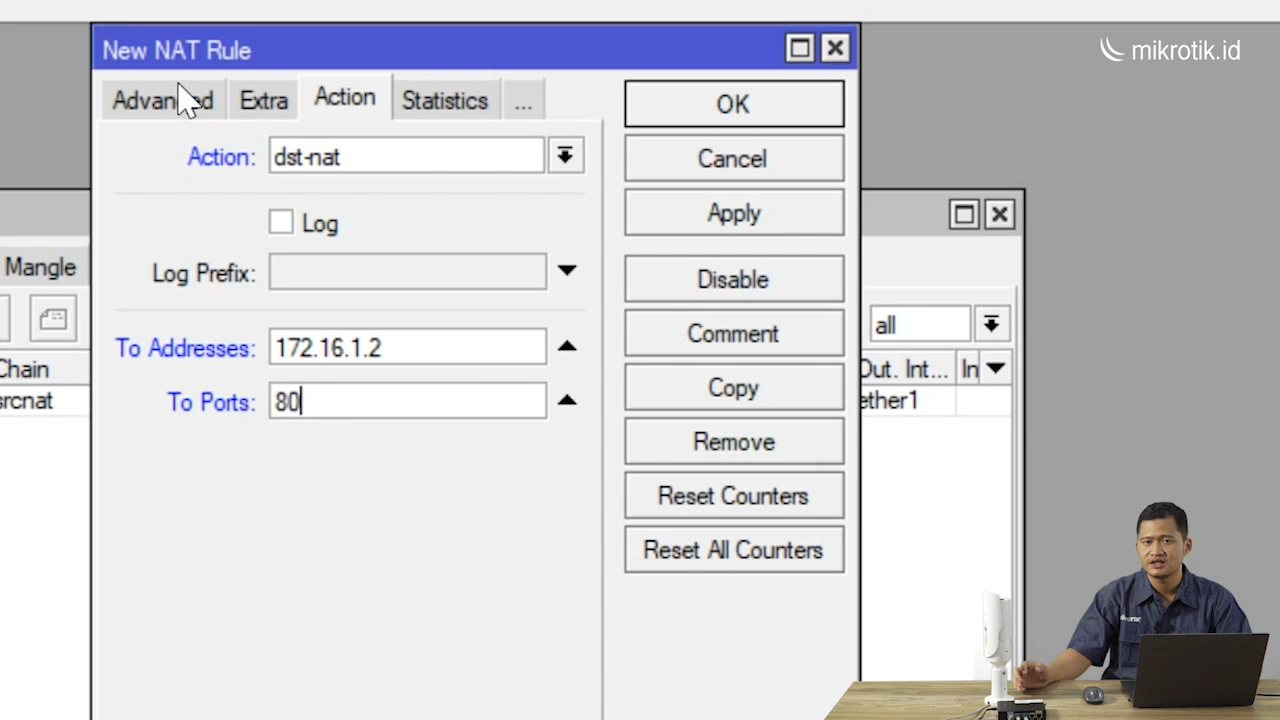 New NAT Rule
mikrotik.id
Advanced
Extra
Action
Statistics
...
OK
Action:
dst-nat
Cancel
Log
Apply
Log Prefix:
Disable
Mangle
To Addresses:
172.16.1.2
Comment
all
To Ports:
80
Copy
Chain
Out. Int...
In
srcnat
ether1
Remove
Reset Counters
Reset All Counters